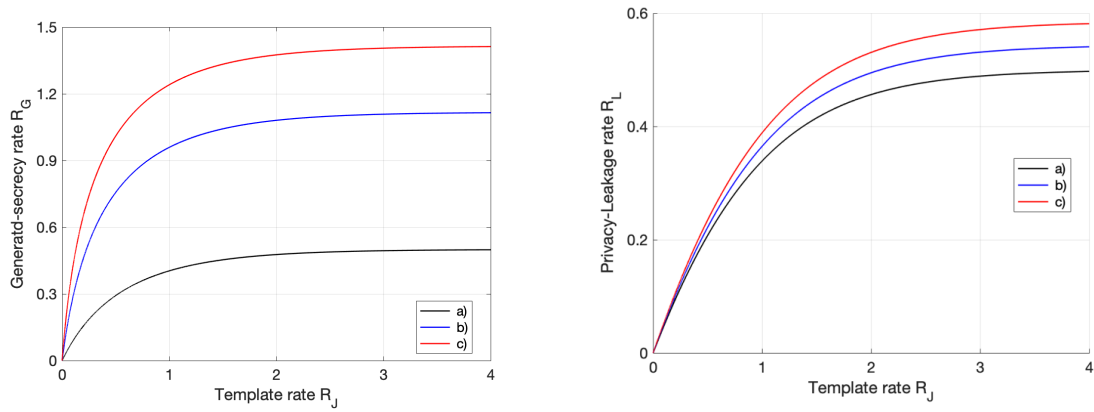 1.5
1.2
0.9
0.6
0.3
0
Generatd-secrecy rate R_G
0 1 2 3 4
Template rate R_J
a)
b)
c)
0.6
0.4
0.2
0
Privacy-Leakage rate R_L
0 1 2 3 4
Template rate R_J
a)
b)
c)